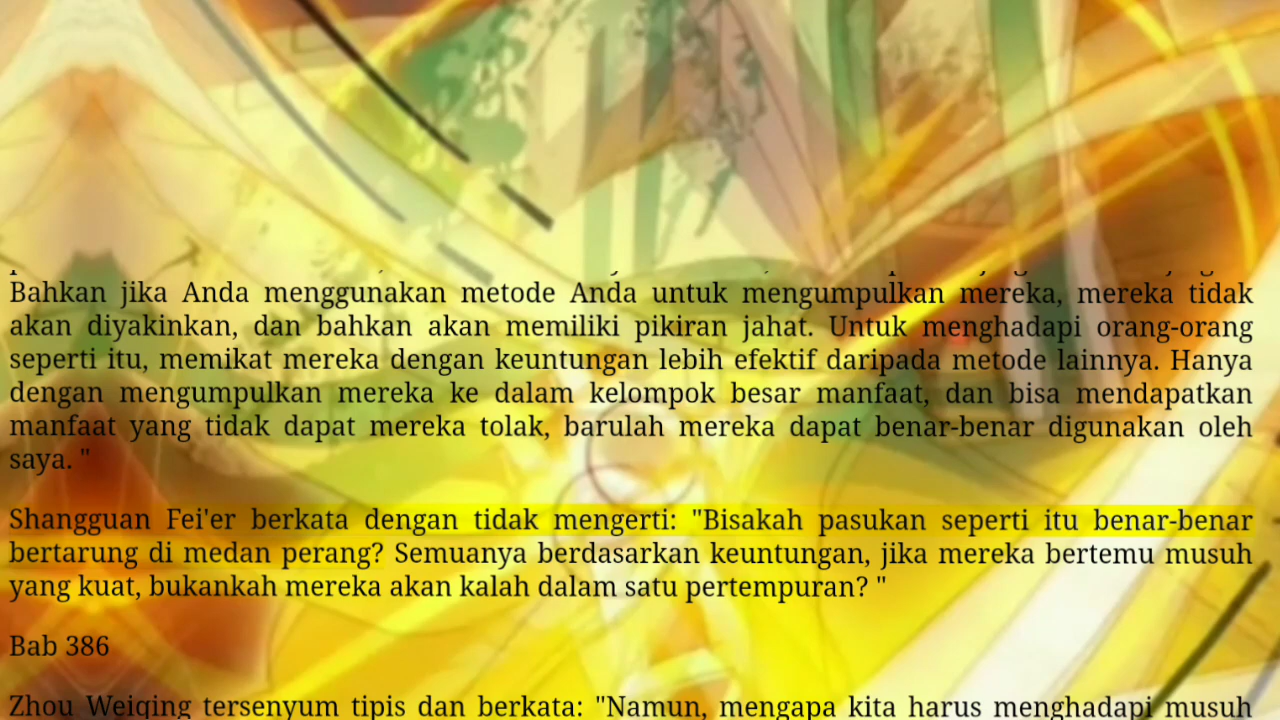 Bahkan jika Anda menggunakan metode Anda untuk mengumpulkan mereka, mereka tidak
akan diyakinkan, dan bahkan akan memiliki pikiran jahat. Untuk menghadapi orang-orang
seperti itu, memikat mereka dengan keuntungan lebih efektif daripada metode lainnya. Hanya
dengan mengumpulkan mereka ke dalam kelompok besar manfaat, dan bisa mendapatkan
manfaat yang tidak dapat mereka tolak, barulah mereka dapat benar-benar digunakan oleh
saya. "
Shangguan Fei'er berkata dengan tidak mengerti: "Bisakah pasukan seperti itu benar-benar
bertarung di medan perang? Semuanya berdasarkan keuntungan, jika mereka bertemu musuh
yang kuat, bukankah mereka akan kalah dalam satu pertempuran? "
Bab 386
Zhou Weiqing tersenyum tipis dan berkata: "Namun, mengapa kita harus menghadapi musuh